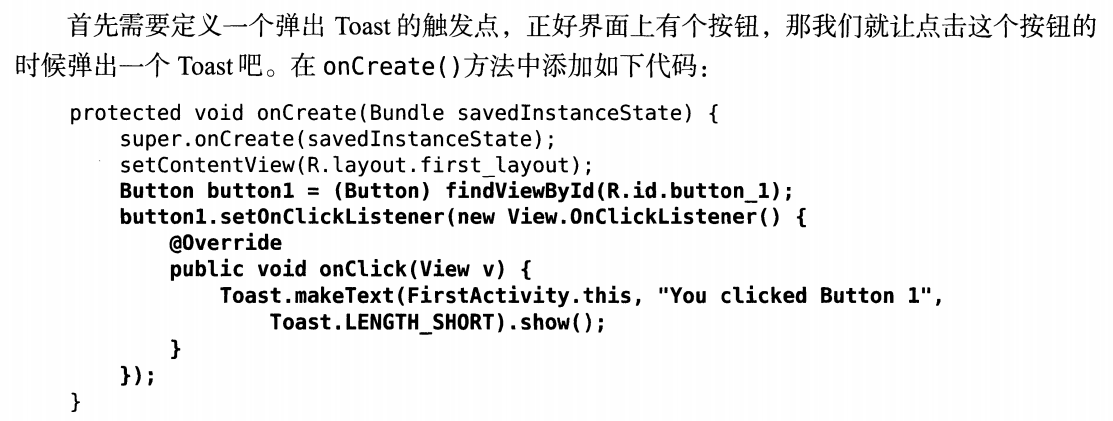 首先需要定义一个弹出 Toast 的触发点，正好界面上有个按钮，那我们就让点击这个按钮的
时候弹出一个 Toast 吧。在 onCreate()方法中添加如下代码：
protected void onCreate(Bundle savedInstanceState) {
    super.onCreate(savedInstanceState);
    setContentView(R.layout.first_layout);
    Button button1 = (Button) findViewById(R.id.button_1);
    button1.setOnClickListener(new View.OnClickListener() {
        @Override
        public void onClick(View v) {
            Toast.makeText(FirstActivity.this, "You clicked Button 1",
                Toast.LENGTH_SHORT).show();
        }
    });
}